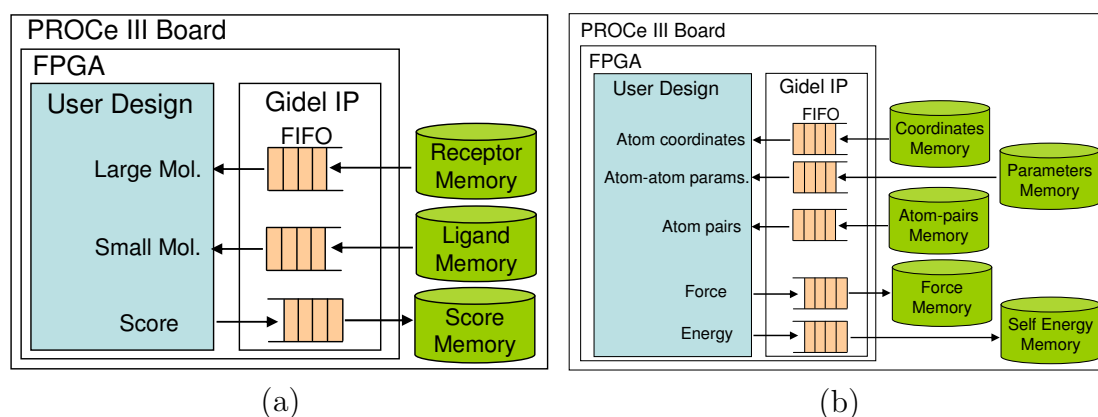 PROCe III Board
FPGA
User Design
Gidel IP
FIFO
Large Mol.
Receptor
Memory
Small Mol.
Ligand
Memory
Score
Score
Memory
(a)
PROCe III Board
FPGA
User Design
Gidel IP
FIFO
Atom coordinates
Coordinates
Memory
Atom-atom params.
Parameters
Memory
Atom pairs
Atom-pairs
Memory
Force
Force
Memory
Energy
Self Energy
Memory
(b)